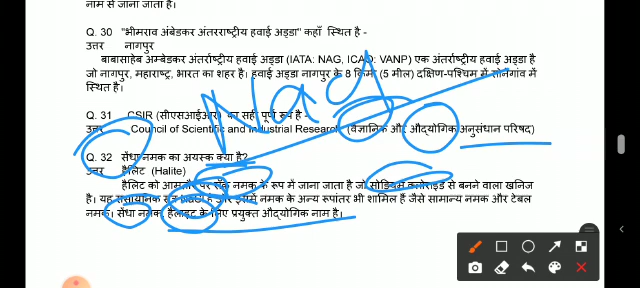 नाम से जाना जाता है।
Q. 30 "भीमराव अंबेडकर अंतरराष्ट्रीय हवाई अड्डा" कहाँ स्थित है -
उत्तर नागपुर
बाबासाहेब अम्बेडकर अंतर्राष्ट्रीय हवाई अड्डा (IATA: NAG, ICAO: VANP) एक अंतर्राष्ट्रीय हवाई अड्डा है
जो नागपुर, महाराष्ट्र, भारत का शहर है। हवाई अड्डा नागपुर के 8 किमी (5 मील) दक्षिण-पश्चिम में सोनेगांव में
स्थित है।
Nag
Q. 31 CSIR (सीएसआईआर) का सही पूर्ण रूप है -
उत्तर Council of Scientific and Industrial Research (वैज्ञानिक और औद्योगिक अनुसंधान परिषद)
Q. 32 सेंधा नमक का अयस्क क्या है?
उत्तर हैलिट (Halite)
हैलिट को आमतौर पर रॉक नमक के रूप में जाना जाता है जो सोडियम क्लोराइड से बनने वाला खनिज
है। यह रासायनिक सूत्र NaCl है और इसमें नमक के अन्य रूपांतर भी शामिल हैं जैसे सामान्य नमक और टेबल
नमक। सेंधा नमक, हैलाइट के लिए प्रयुक्त औद्योगिक नाम है।